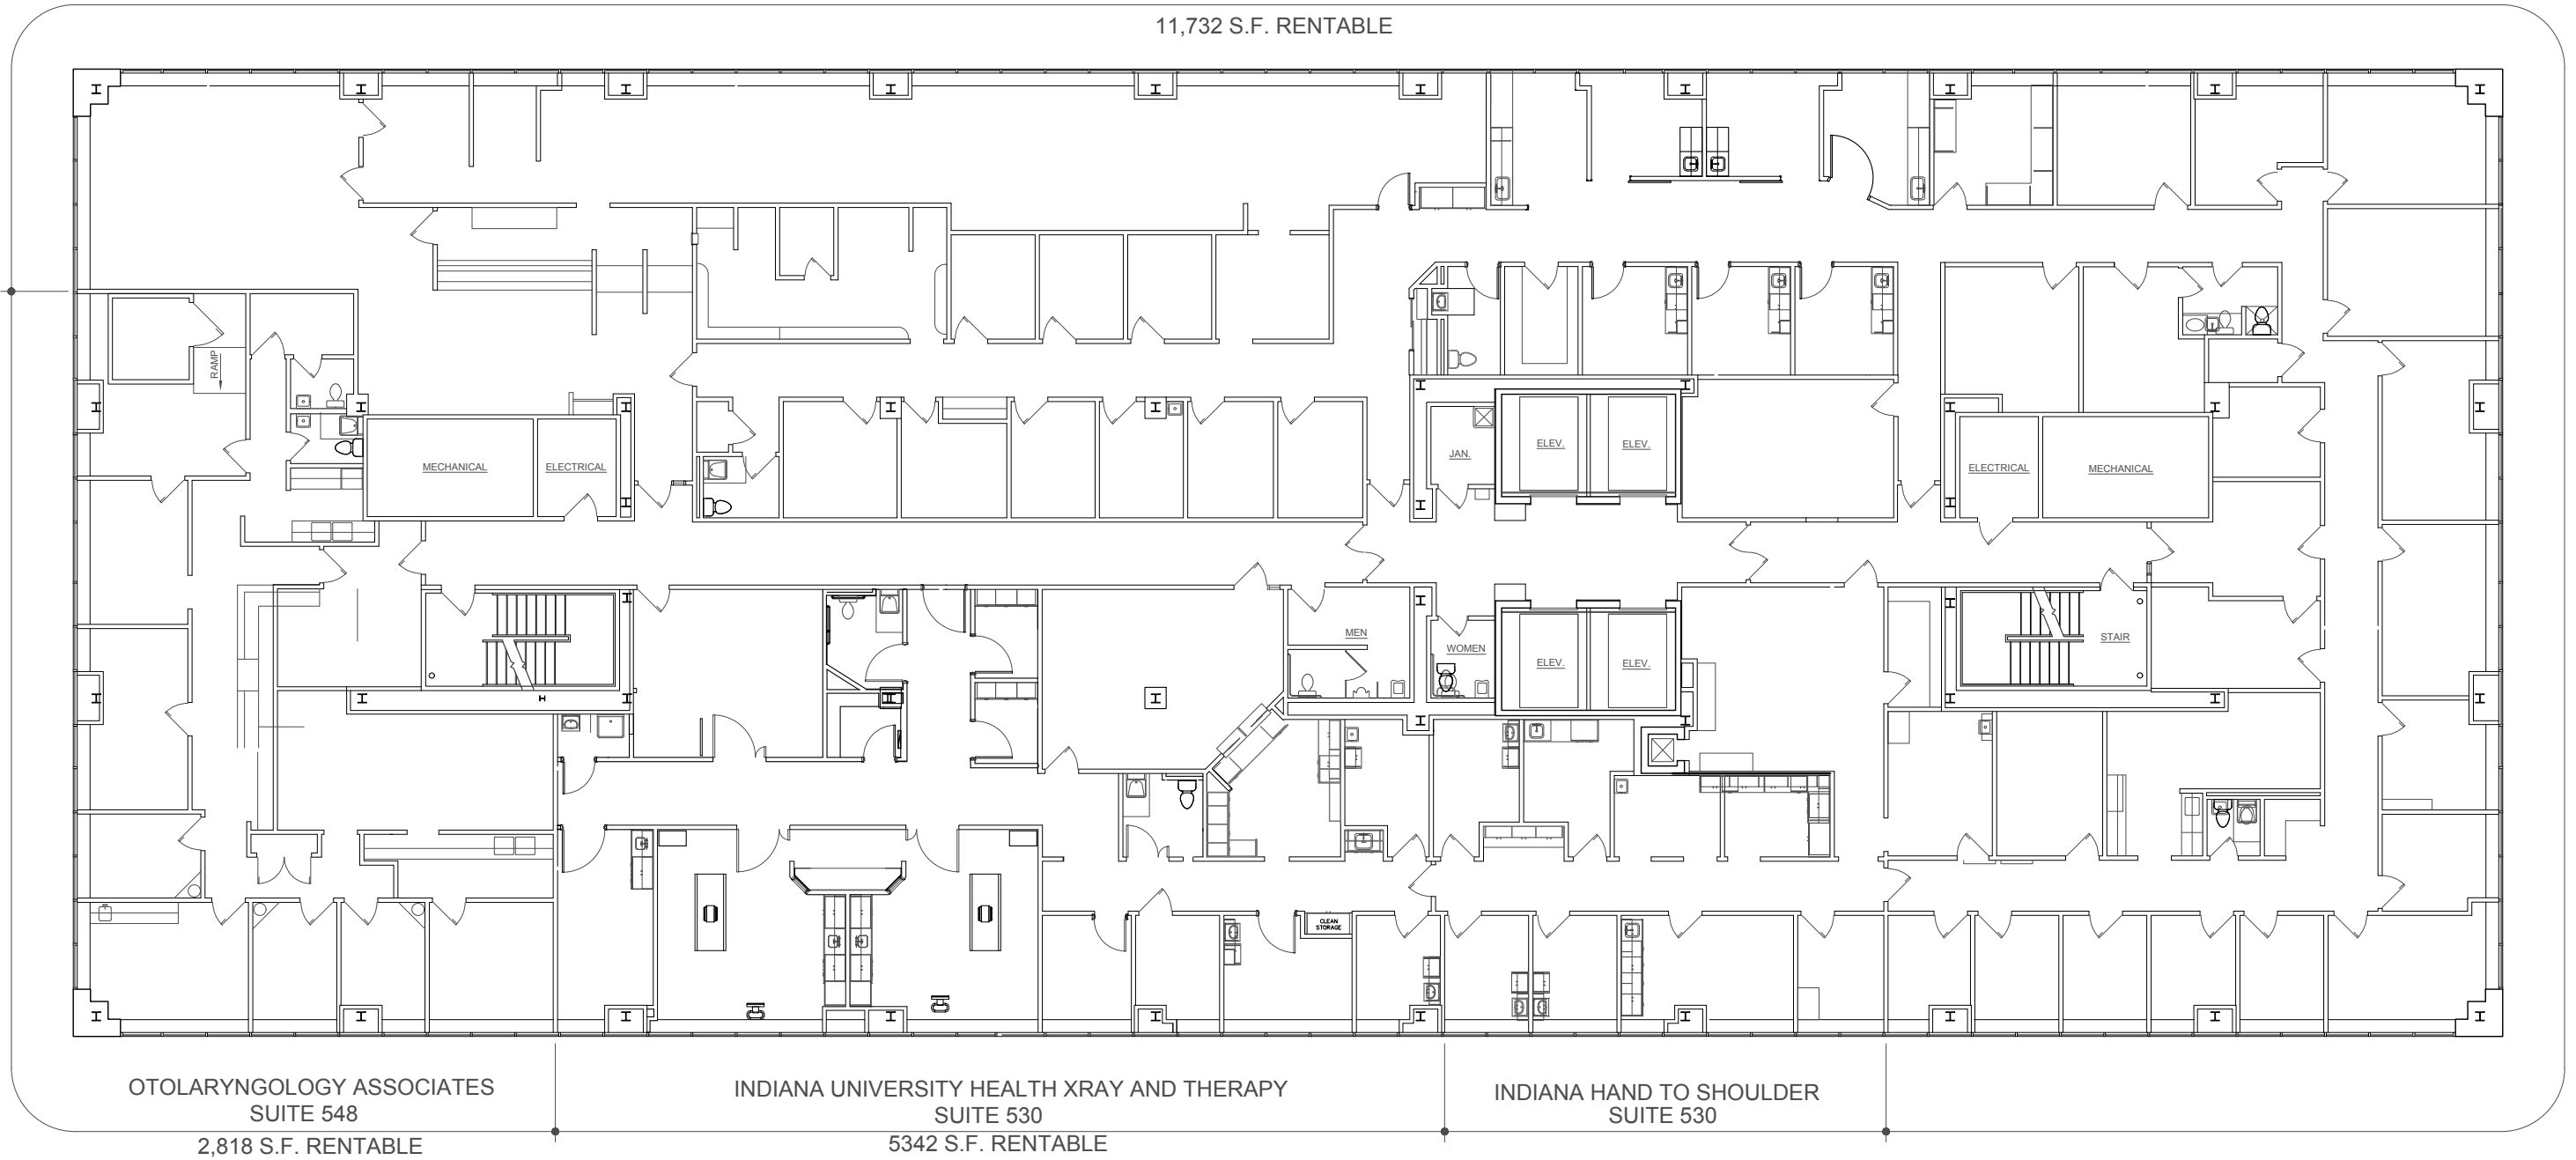 11,732 S.F. RENTABLE
RAMP
MECHANICAL
ELECTRICAL
JAN.
ELEV.
ELEV.
ELECTRICAL
MECHANICAL
MEN
WOMEN
ELEV.
ELEV.
STAIR
CLEAN
STORAGE
OTOLARYNGOLOGY ASSOCIATES
SUITE 548
2,818 S.F. RENTABLE
INDIANA UNIVERSITY HEALTH XRAY AND THERAPY
SUITE 530
5342 S.F. RENTABLE
INDIANA HAND TO SHOULDER
SUITE 530